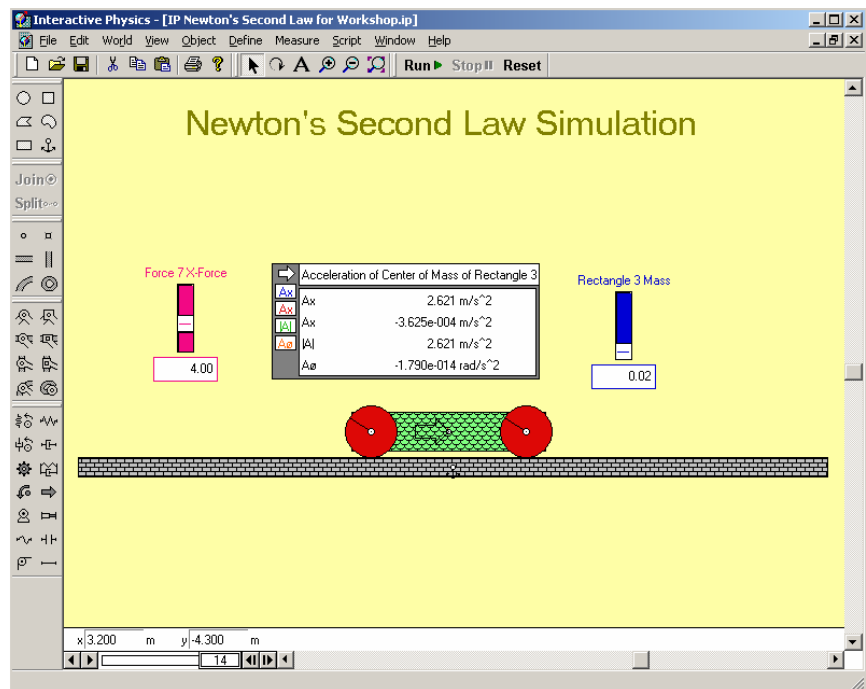 Interactive Physics - [IP Newton's Second Law for Workshop.ip]
File Edit World View Object Define Measure Script Window Help
A Run Stop Reset
Newton's Second Law Simulation
Join
Split
Force 7 X-Force
4.00
Acceleration of Center of Mass of Rectangle 3
Ax Ax 2.621 m/s^2
Ax Ax -3.625e-004 m/s^2
|A| |A| 2.621 m/s^2
Aø Aø -1.790e-014 rad/s^2
Rectangle 3 Mass
0.02
x 3.200 m y -4.300 m
14